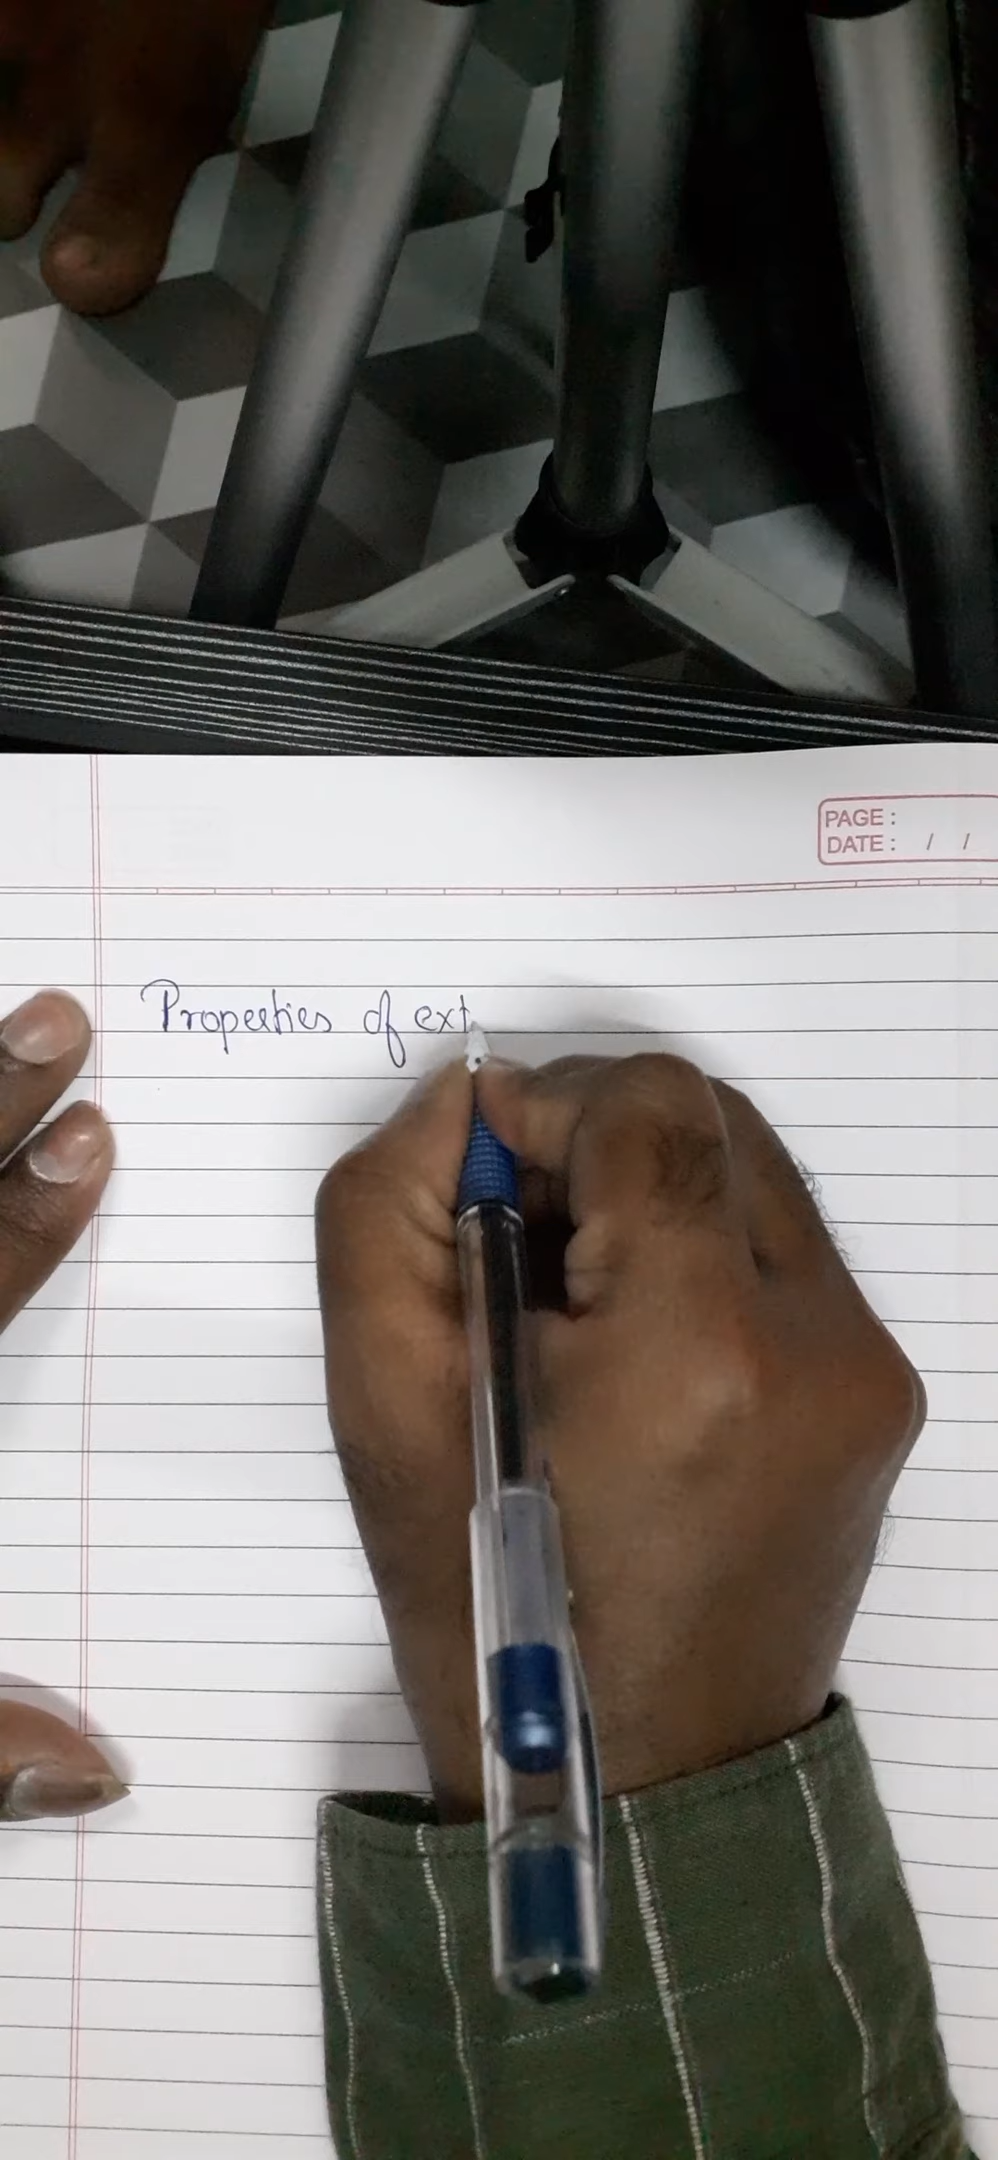 PAGE :
DATE : / /
Properties of ext